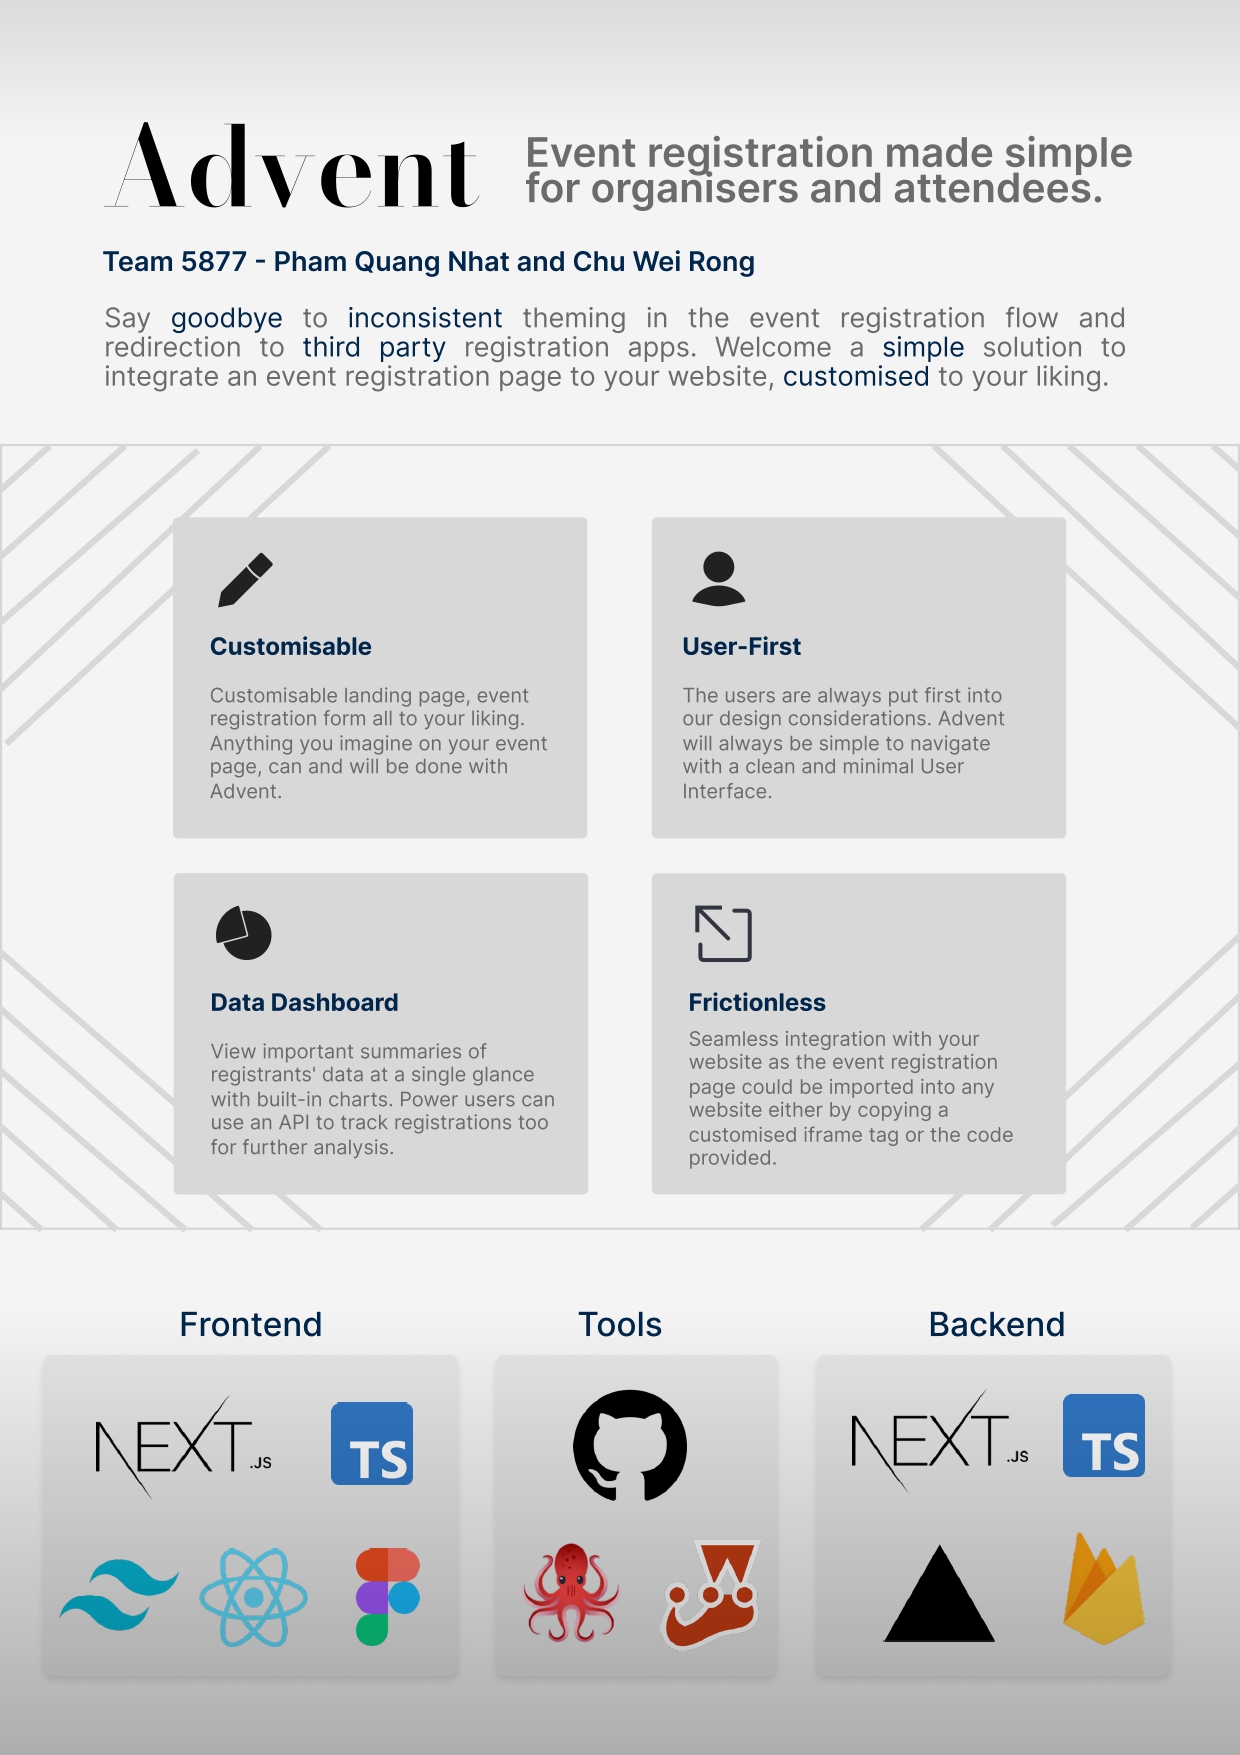 Advent
Event registration made simple
for organisers and attendees.
Team 5877 - Pham Quang Nhat and Chu Wei Rong
Say goodbye to inconsistent theming in the event registration flow and
redirection to third party registration apps. Welcome a simple solution to
integrate an event registration page to your website, customised to your liking.
Customisable
Customisable landing page, event
registration form all to your liking.
Anything you imagine on your event
page, can and will be done with
Advent.
User-First
The users are always put first into
our design considerations. Advent
will always be simple to navigate
with a clean and minimal User
Interface.
Data Dashboard
View important summaries of
registrants' data at a single glance
with built-in charts. Power users can
use an API to track registrations too
for further analysis.
Frictionless
Seamless integration with your
website as the event registration
page could be imported into any
website either by copying a
customised iframe tag or the code
provided.
Frontend
NEXT.JS
TS
Tools
Backend
NEXT.JS
TS